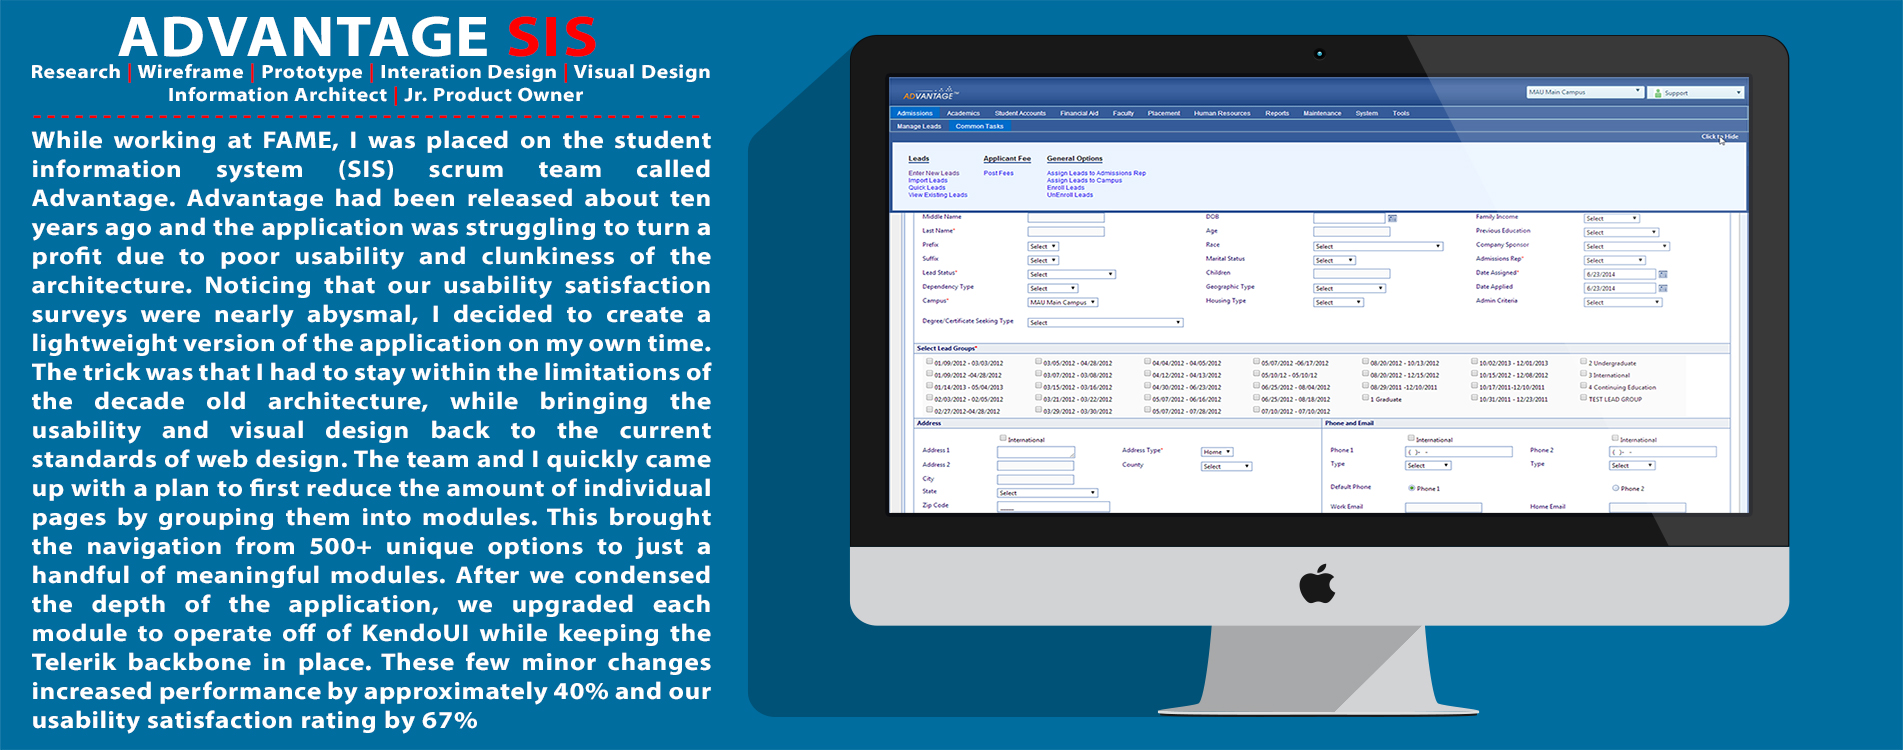 ADVANTAGE SIS
Research | Wireframe | Prototype | Interation Design | Visual Design
Information Architect | Jr. Product Owner
While working at FAME, I was placed on the student
information system (SIS) scrum team called
Advantage. Advantage had been released about ten
years ago and the application was struggling to turn a
profit due to poor usability and clunkiness of the
architecture. Noticing that our usability satisfaction
surveys were nearly abysmal, I decided to create a
lightweight version of the application on my own time.
The trick was that I had to stay within the limitations of
the decade old architecture, while bringing the
usability and visual design back to the current
standards of web design. The team and I quickly came
up with a plan to first reduce the amount of individual
pages by grouping them into modules. This brought
the navigation from 500+ unique options to just a
handful of meaningful modules. After we condensed
the depth of the application, we upgraded each
module to operate off of KendoUI while keeping the
Telerik backbone in place. These few minor changes
increased performance by approximately 40% and our
usability satisfaction rating by 67%
ADVANTAGE
MAU Main Campus Support
Admissions Academics Student Accounts Financial Aid Faculty Placement Human Resources Reports Maintenance System Tools
Manage Leads Common Tasks
Click to Hide
Leads Applicant Fee General Options
Enter New Leads Post Fees Assign Leads to Admissions Rep
Import Leads Assign Leads to Campus
Quick Leads Enroll Leads
View Existing Leads UnEnroll Leads
Middle Name DOB Family Income Select
Last Name* Age Previous Education Select
Prefix Select Race Select Company Sponsor Select
Suffix Select Marital Status Select Admissions Rep* Select
Lead Status* Select Children Date Assigned* 6/23/2014
Dependency Type Select Geographic Type Select Date Applied 6/23/2014
Campus* MAU Main Campus Housing Type Select Admin Criteria Select
Degree/Certificate Seeking Type Select
Select Lead Groups*
01/09/2012 - 03/03/2012 03/05/2012 - 04/28/2012 04/04/2012 - 04/05/2012 05/07/2012 -06/17/2012 08/20/2012 - 10/13/2012 10/02/2013 - 12/01/2013 2 Undergraduate
01/09/2012 -04/28/2012 03/07/2012 - 03/08/2012 04/12/2012 - 04/13/2012 05/10/12 - 05/10/12 08/20/2012 - 12/15/2012 10/15/2012 - 12/08/2012 3 International
01/14/2013 - 05/04/2013 03/15/2012 - 03/16/2012 04/30/2012 - 06/23/2012 06/25/2012 - 08/04/2012 08/29/2011 -12/10/2011 10/17/2011-12/10/2011 4 Continuing Education
02/03/2012 - 02/05/2012 03/21/2012 - 03/22/2012 05/07/2012 - 06/16/2012 06/25/2012 - 08/18/2012 1 Graduate 10/31/2011 - 12/23/2011 TEST LEAD GROUP
02/27/2012-04/28/2012 03/29/2012 - 03/30/2012 05/07/2012 - 07/28/2012 07/10/2012 - 07/10/2012
Address Phone and Email
International International International
Address 1 Address Type* Home Phone 1 ( )- - Phone 2 ( )- -
Address 2 County Select Type Select Type Select
City
State Select Default Phone Phone 1 Phone 2
Zip Code Work Email Home Email